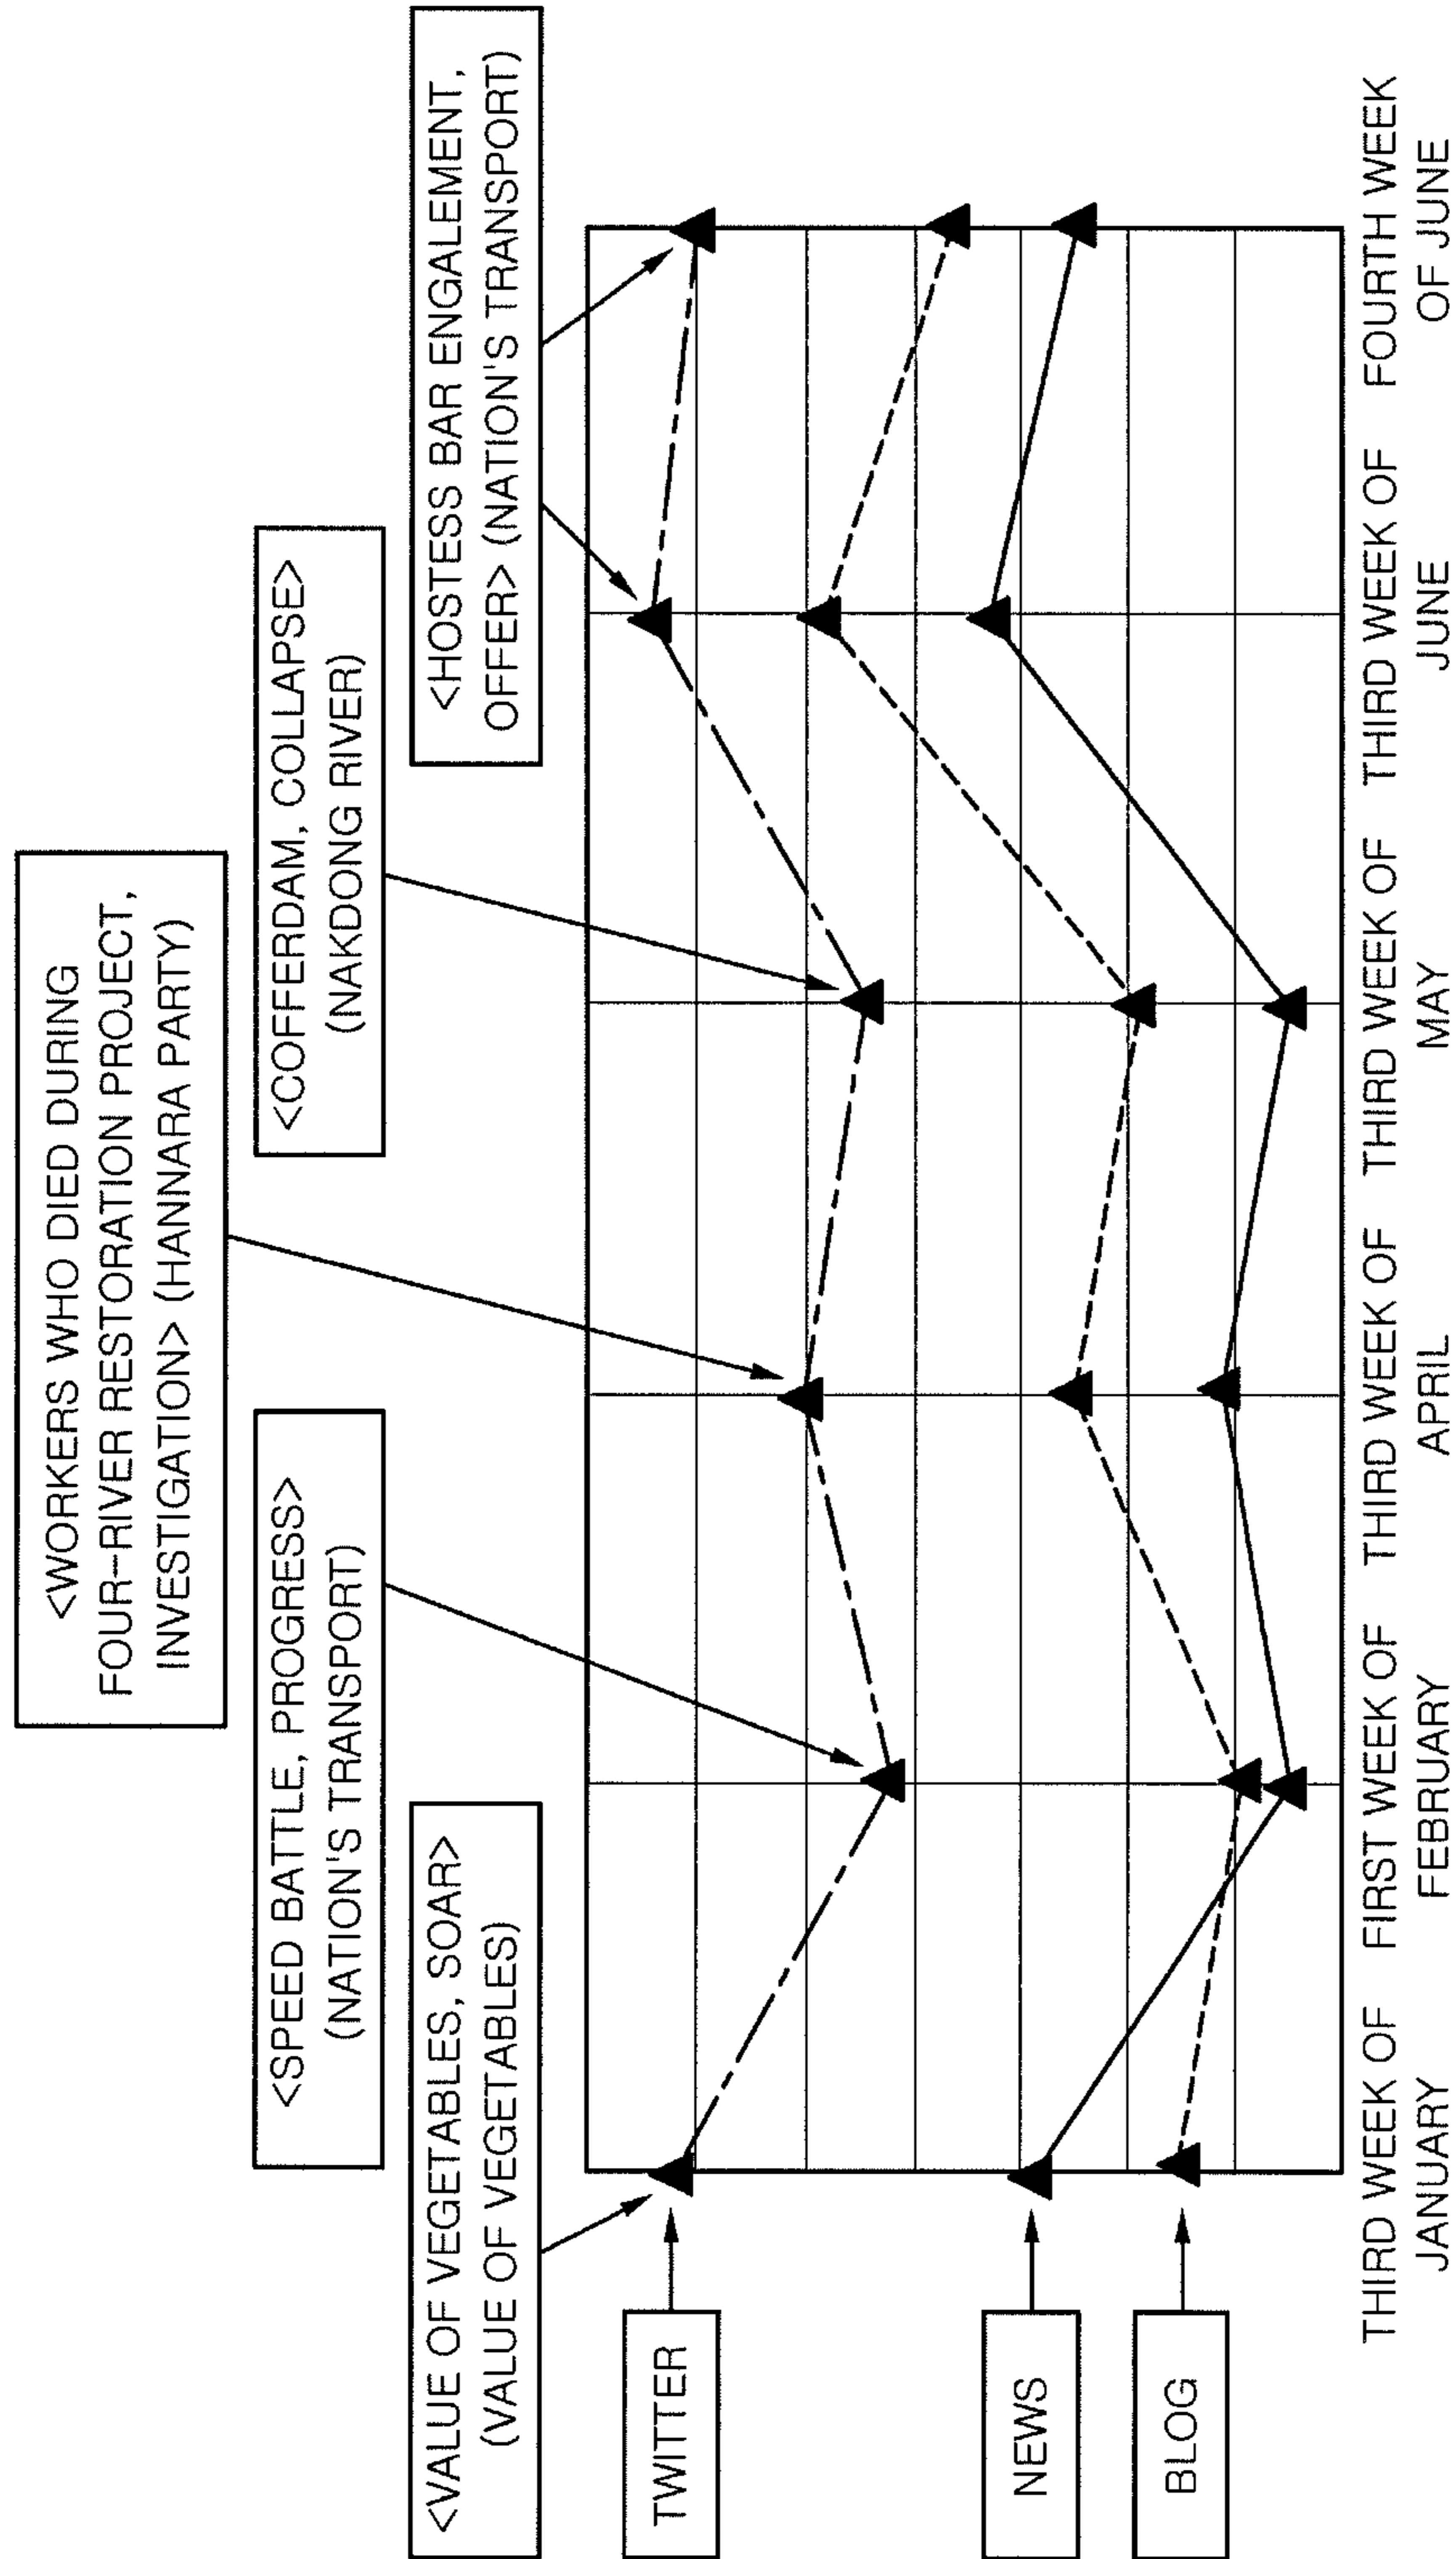 <WORKERS WHO DIED DURING
FOUR-RIVER RESTORATION PROJECT,
INVESTIGATION> (HANNARA PARTY)
<SPEED BATTLE, PROGRESS>
(NATION'S TRANSPORT)
<COFFERDAM, COLLAPSE>
(NAKDONG RIVER)
<VALUE OF VEGETABLES, SOAR>
(VALUE OF VEGETABLES)
<HOSTESS BAR ENGALEMENT,
OFFER> (NATION'S TRANSPORT)
TWITTER
NEWS
BLOG
THIRD WEEK OF
JANUARY
FIRST WEEK OF
FEBRUARY
THIRD WEEK OF
APRIL
THIRD WEEK OF
MAY
THIRD WEEK OF
JUNE
FOURTH WEEK
OF JUNE